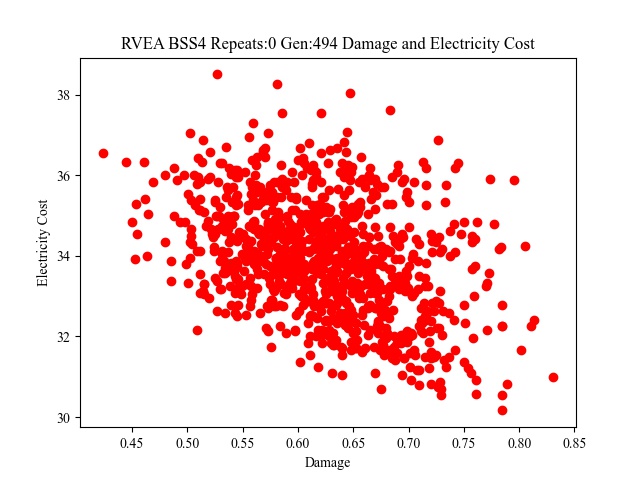 RVEA BSS4 Repeats:0 Gen:494 Damage and Electricity Cost
38
36
34
32
30
Electricity Cost
0.45 0.50 0.55 0.60 0.65 0.70 0.75 0.80 0.85
Damage